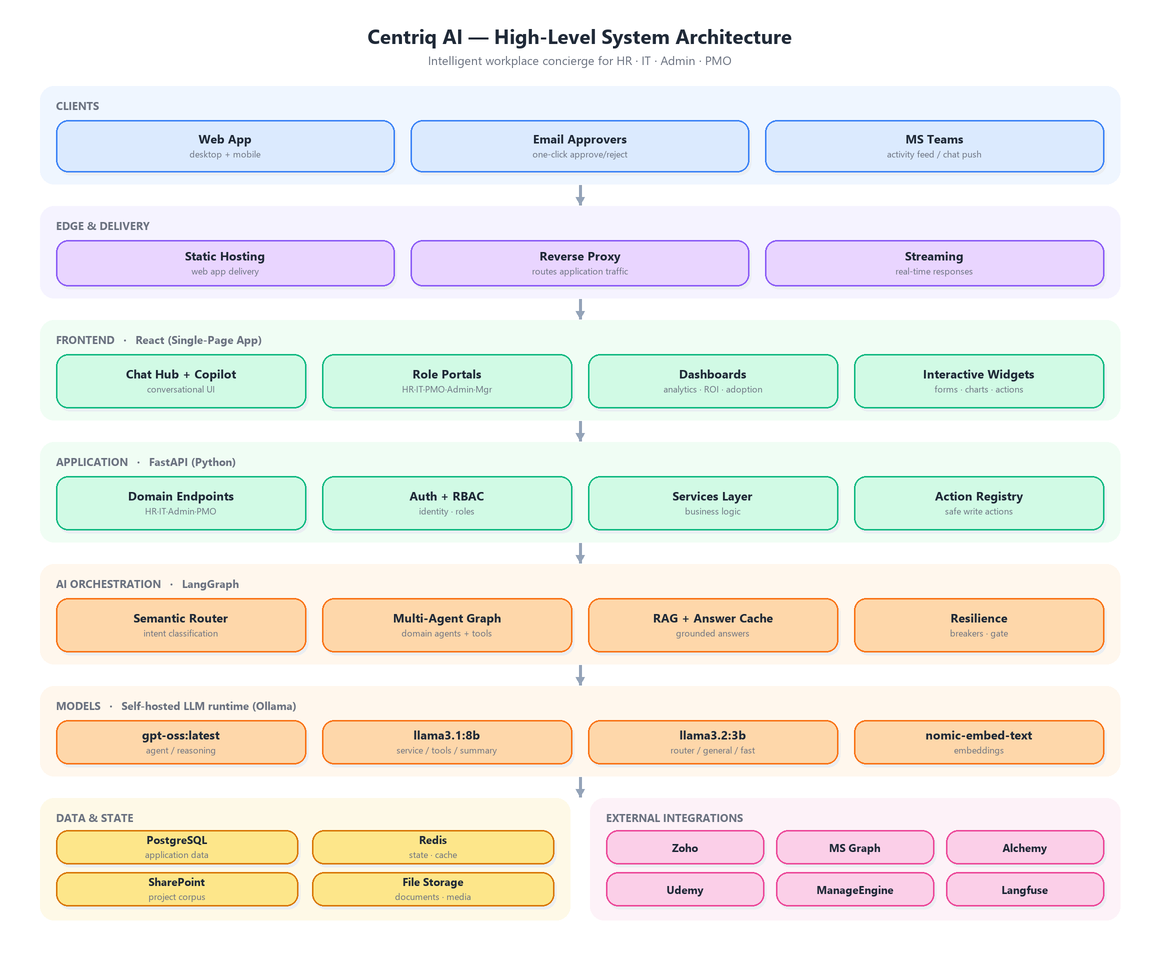 Centriq AI — High-Level System Architecture
Intelligent workplace concierge for HR · IT · Admin · PMO
CLIENTS
Web App
desktop + mobile
Email Approvers
one-click approve/reject
MS Teams
activity feed / chat push
EDGE & DELIVERY
Static Hosting
web app delivery
Reverse Proxy
routes application traffic
Streaming
real-time responses
FRONTEND · React (Single-Page App)
Chat Hub + Copilot
conversational UI
Role Portals
HR·IT·PMO·Admin·Mgr
Dashboards
analytics · ROI · adoption
Interactive Widgets
forms · charts · actions
APPLICATION · FastAPI (Python)
Domain Endpoints
HR·IT·Admin·PMO
Auth + RBAC
identity · roles
Services Layer
business logic
Action Registry
safe write actions
AI ORCHESTRATION · LangGraph
Semantic Router
intent classification
Multi-Agent Graph
domain agents + tools
RAG + Answer Cache
grounded answers
Resilience
breakers · gate
MODELS · Self-hosted LLM runtime (Ollama)
gpt-oss:latest
agent / reasoning
llama3.1:8b
service / tools / summary
llama3.2:3b
router / general / fast
nomic-embed-text
embeddings
DATA & STATE
PostgreSQL
application data
Redis
state · cache
SharePoint
project corpus
File Storage
documents · media
EXTERNAL INTEGRATIONS
Zoho
MS Graph
Alchemy
Udemy
ManageEngine
Langfuse